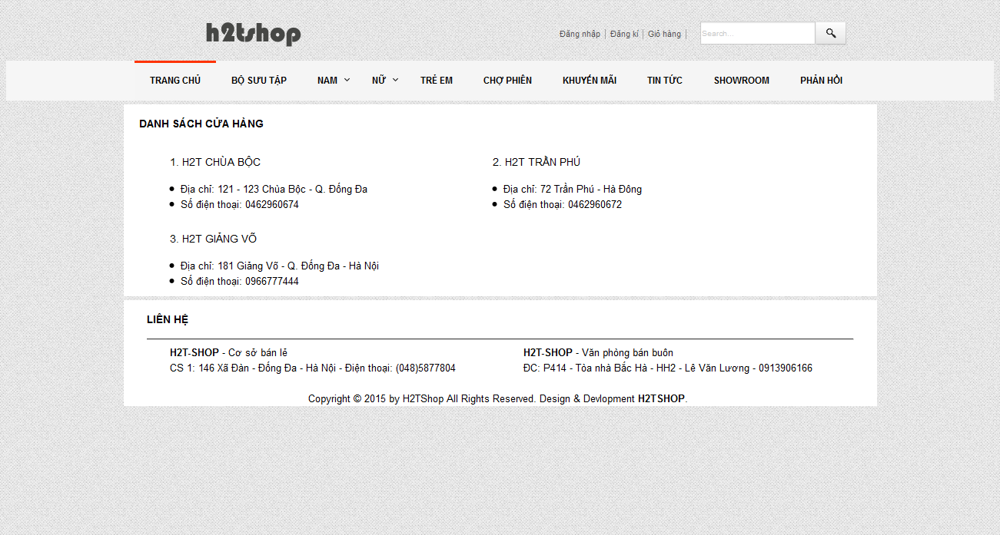 h2tshop
Đăng nhập | Đăng kí | Giỏ hàng |
Search...
TRANG CHỦ BỘ SƯU TẬP NAM NỮ TRẺ EM CHỢ PHIÊN KHUYẾN MÃI TIN TỨC SHOWROOM PHẢN HỒI
DANH SÁCH CỬA HÀNG
1. H2T CHÙA BỘC
• Địa chỉ: 121 - 123 Chùa Bộc - Q. Đống Đa
• Số điện thoại: 0462960674
2. H2T TRẦN PHÚ
• Địa chỉ: 72 Trần Phú - Hà Đông
• Số điện thoại: 0462960672
3. H2T GIẢNG VÕ
• Địa chỉ: 181 Giảng Võ - Q. Đống Đa - Hà Nội
• Số điện thoại: 0966777444
LIÊN HỆ
H2T-SHOP - Cơ sở bán lẻ
CS 1: 146 Xã Đàn - Đống Đa - Hà Nội - Điện thoại: (048)5877804
H2T-SHOP - Văn phòng bán buôn
ĐC: P414 - Tòa nhà Bắc Hà - HH2 - Lê Văn Lương - 0913906166
Copyright © 2015 by H2TShop All Rights Reserved. Design & Devlopment H2TSHOP.